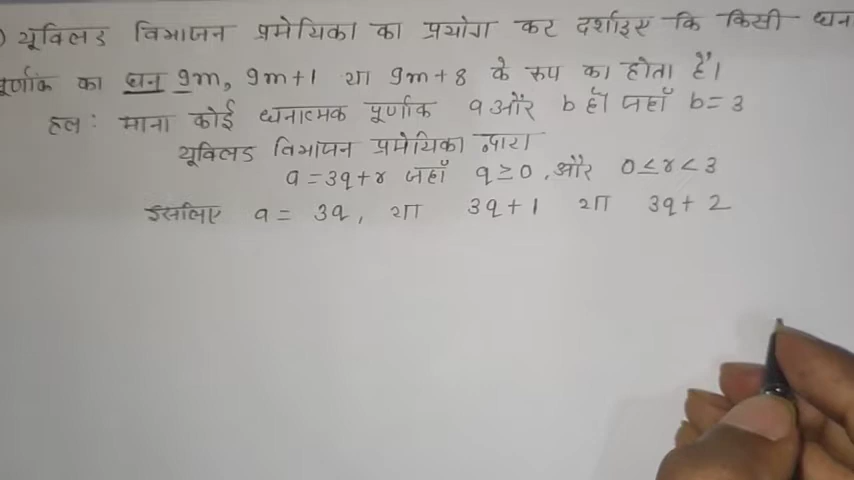 ) यूक्लिड विभाजन प्रमेयिका का प्रयोग कर दर्शाइए कि किसी धन
पूर्णांक का घन 9m, 9m+1 या 9m+8 के रुप का होता है।
हल: माना कोई धनात्मक पूर्णांक a और b हैं जहाँ b = 3
यूक्लिड विभाजन प्रमेयिका द्वारा
a = 3q + r जहाँ q ≥ 0, और 0 ≤ r < 3
इसलिए a = 3q, या 3q + 1 या 3q + 2